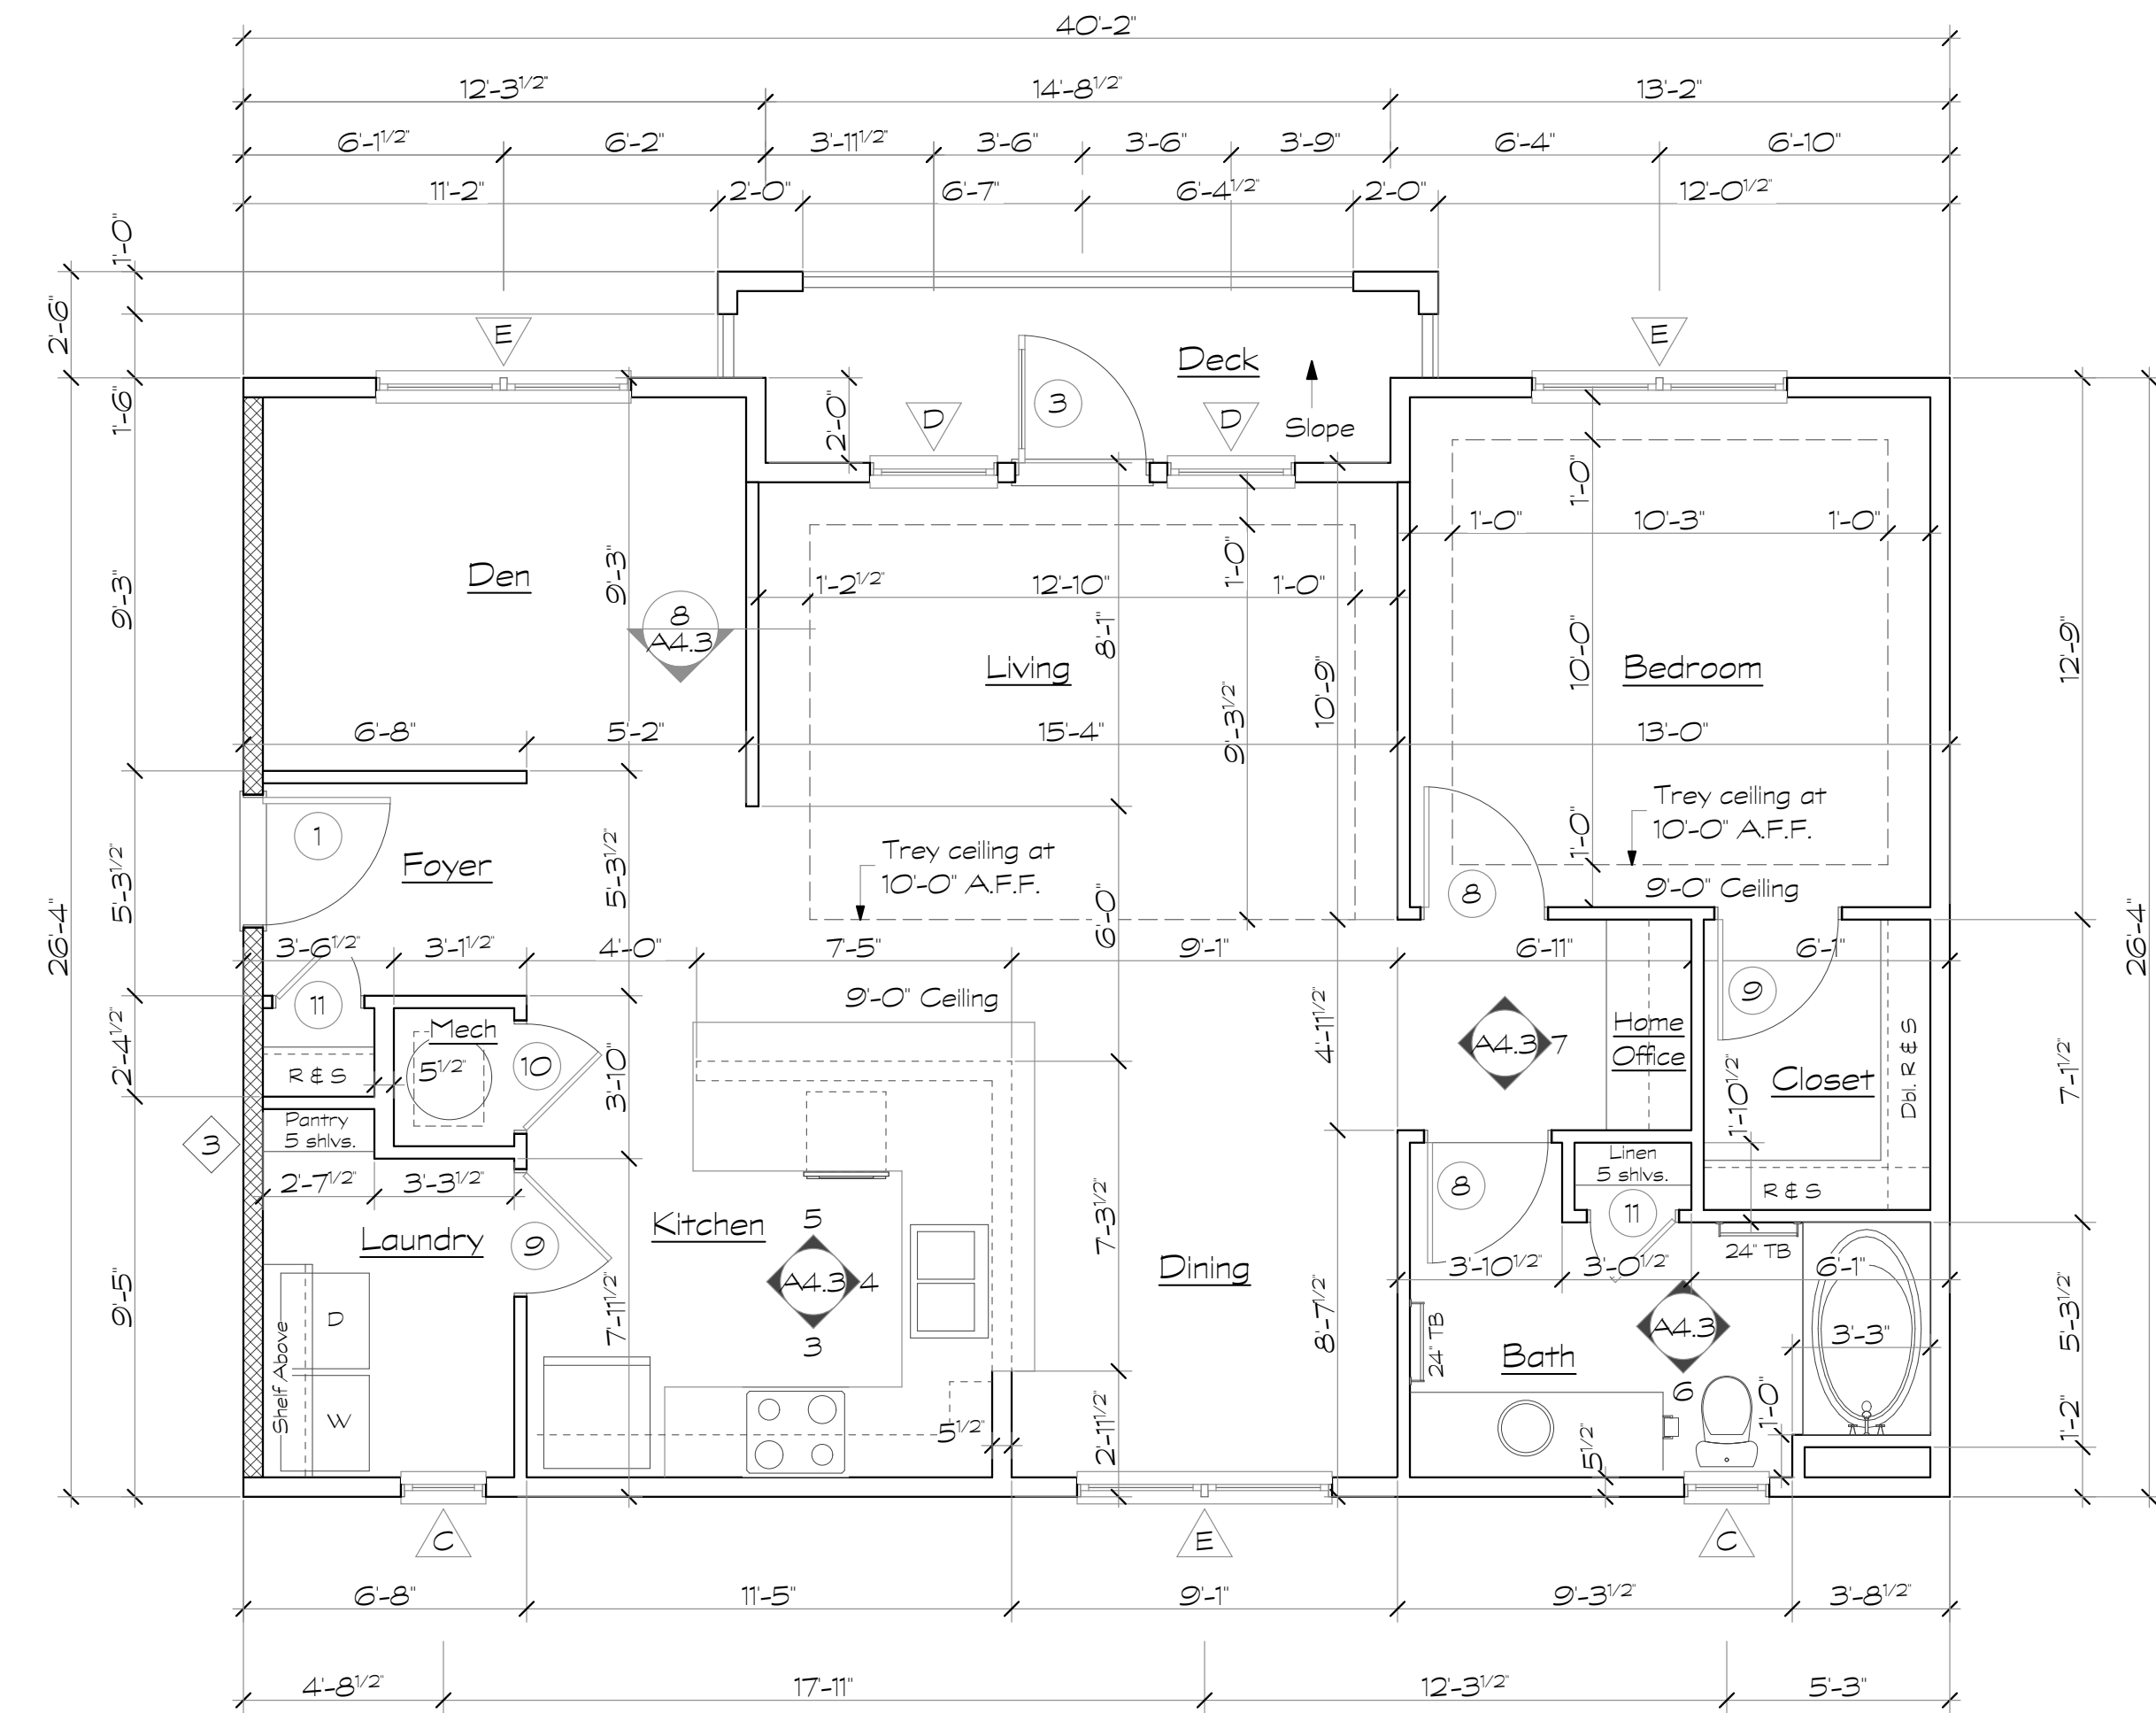 40'-2"
12'-3 1/2" 14'-8 1/2" 13'-2"
6'-1 1/2" 6'-2" 3'-11 1/2" 3'-6" 3'-6" 3'-9" 6'-4" 6'-10"
11'-2" 2'-0" 6'-7" 6'-4 1/2" 2'-0" 12'-0 1/2"
1'-0"
2'-6"
E
Deck
E
3
1'-6"
2'-0"
D
D
Slope
1'-0"
1'-0" 10'-3" 1'-0"
Den
9'-3"
9'-3"
1'-2 1/2" 12'-10" 1'-0"
1'-0"
8
A4.3
8'-1"
Living
9'-3 1/2"
10'-9"
10'-0"
Bedroom
12'-9"
6'-8" 5'-2" 15'-4" 13'-0"
Trey ceiling at
10'-0" A.F.F.
1'-0"
1
Foyer
5'-3 1/2"
5'-3 1/2"
Trey ceiling at
10'-0" A.F.F.
8
9'-0" Ceiling
26'-4"
26'-4"
6'-0"
3'-6 1/2" 3'-1 1/2" 4'-0" 7'-5" 9'-1" 6'-11" 6'-1"
11
9'-0" Ceiling
9
Mech
5 1/2"
10
R & S
2'-4 1/2"
3'-10"
4'-11 1/2"
A4.3 7
Home
Office
1'-10 1/2"
Closet
Dbl. R & S
7'-1 1/2"
Pantry
5 shlvs.
3
2'-7 1/2" 3'-3 1/2"
Linen
5 shlvs.
8
R & S
11
Laundry
9
Kitchen
5
A4.3 4
3
7'-3 1/2"
Dining
24" TB
3'-10 1/2" 3'-0 1/2" 6'-1"
9'-5"
7'-11 1/2"
8'-7 1/2"
5'-3 1/2"
D
W
Shelf Above
24" TB
Bath
A4.3
6
3'-3"
1'-0"
5 1/2"
2'-11 1/2"
5 1/2"
1'-2"
C
E
C
6'-8" 11'-5" 9'-1" 9'-3 1/2" 3'-8 1/2"
4'-8 1/2" 17'-11" 12'-3 1/2" 5'-3"